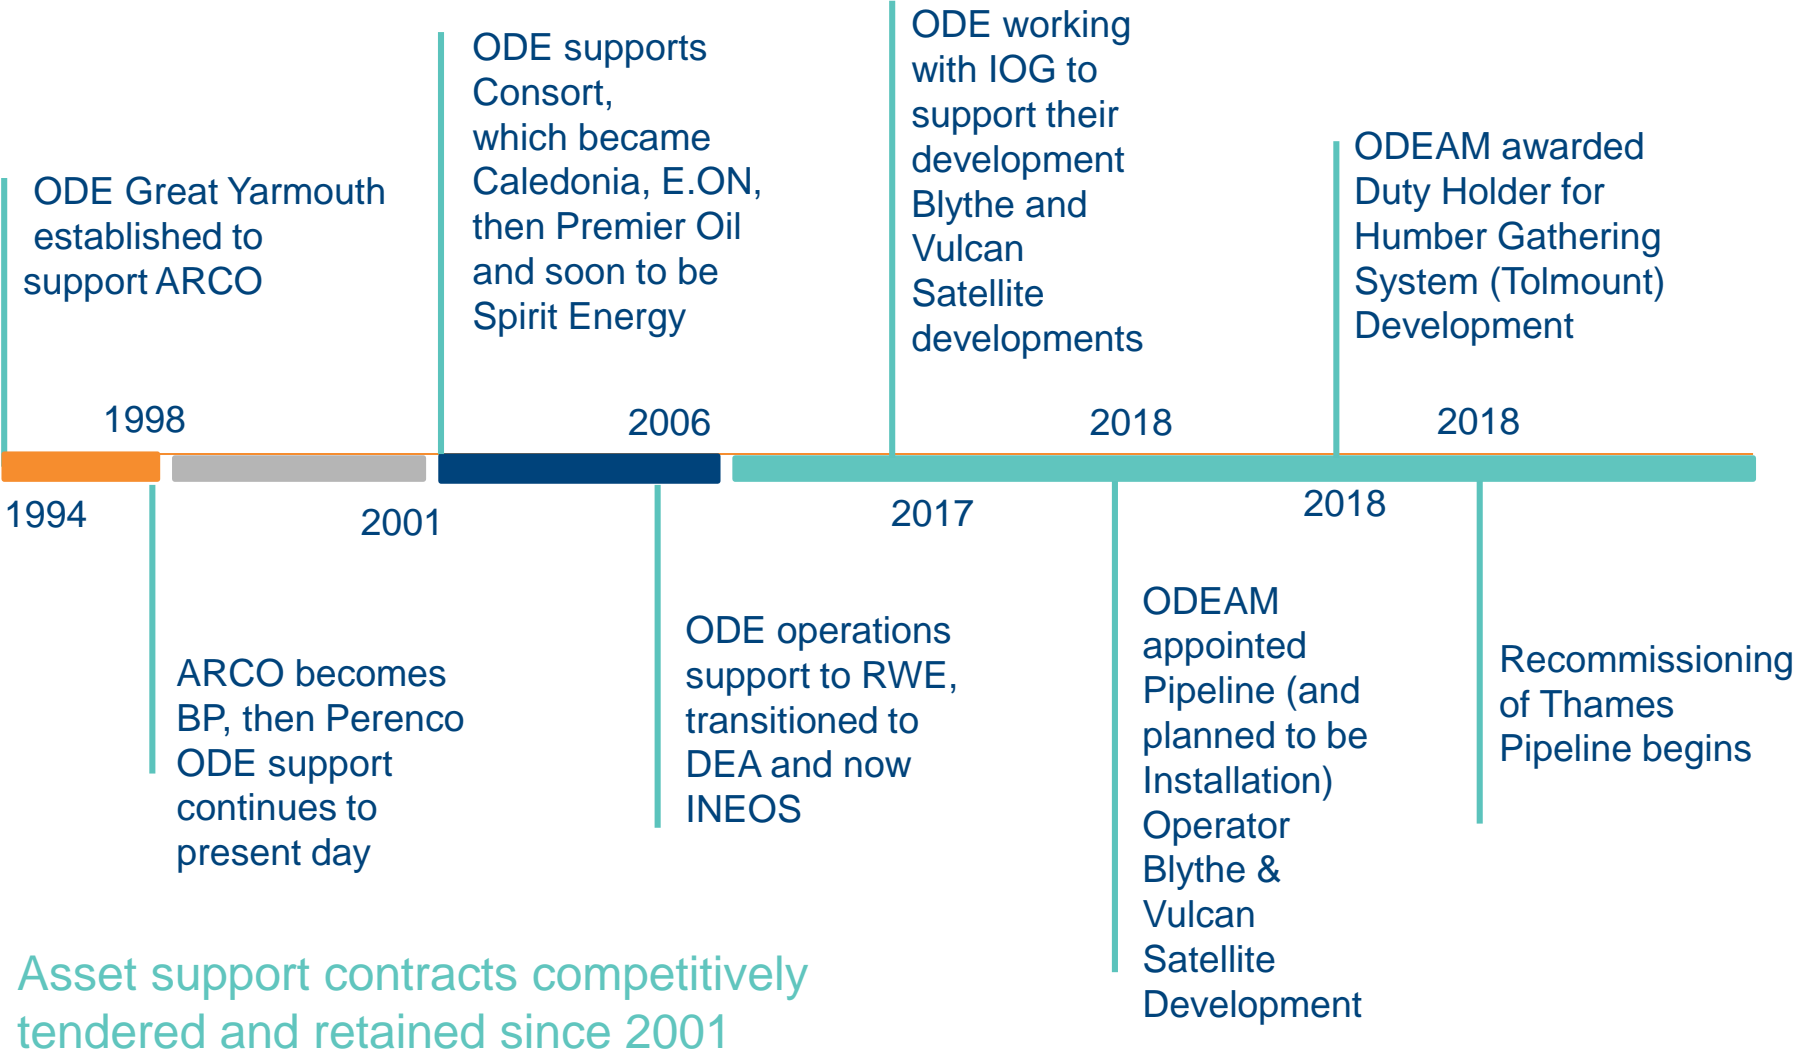 ODE Great Yarmouth
established to
support ARCO
ODE supports
Consort,
which became
Caledonia, E.ON,
then Premier Oil
and soon to be
Spirit Energy
ODE working
with IOG to
support their
development
Blythe and
Vulcan
Satellite
developments
ODEAM awarded
Duty Holder for
Humber Gathering
System (Tolmount)
Development
1998
2006
2018
2018
1994
2001
2017
2018
ARCO becomes
BP, then Perenco
ODE support
continues to
present day
ODE operations
support to RWE,
transitioned to
DEA and now
INEOS
ODEAM
appointed
Pipeline (and
planned to be
Installation)
Operator
Blythe &
Vulcan
Satellite
Development
Recommissioning
of Thames
Pipeline begins
Asset support contracts competitively
tendered and retained since 2001